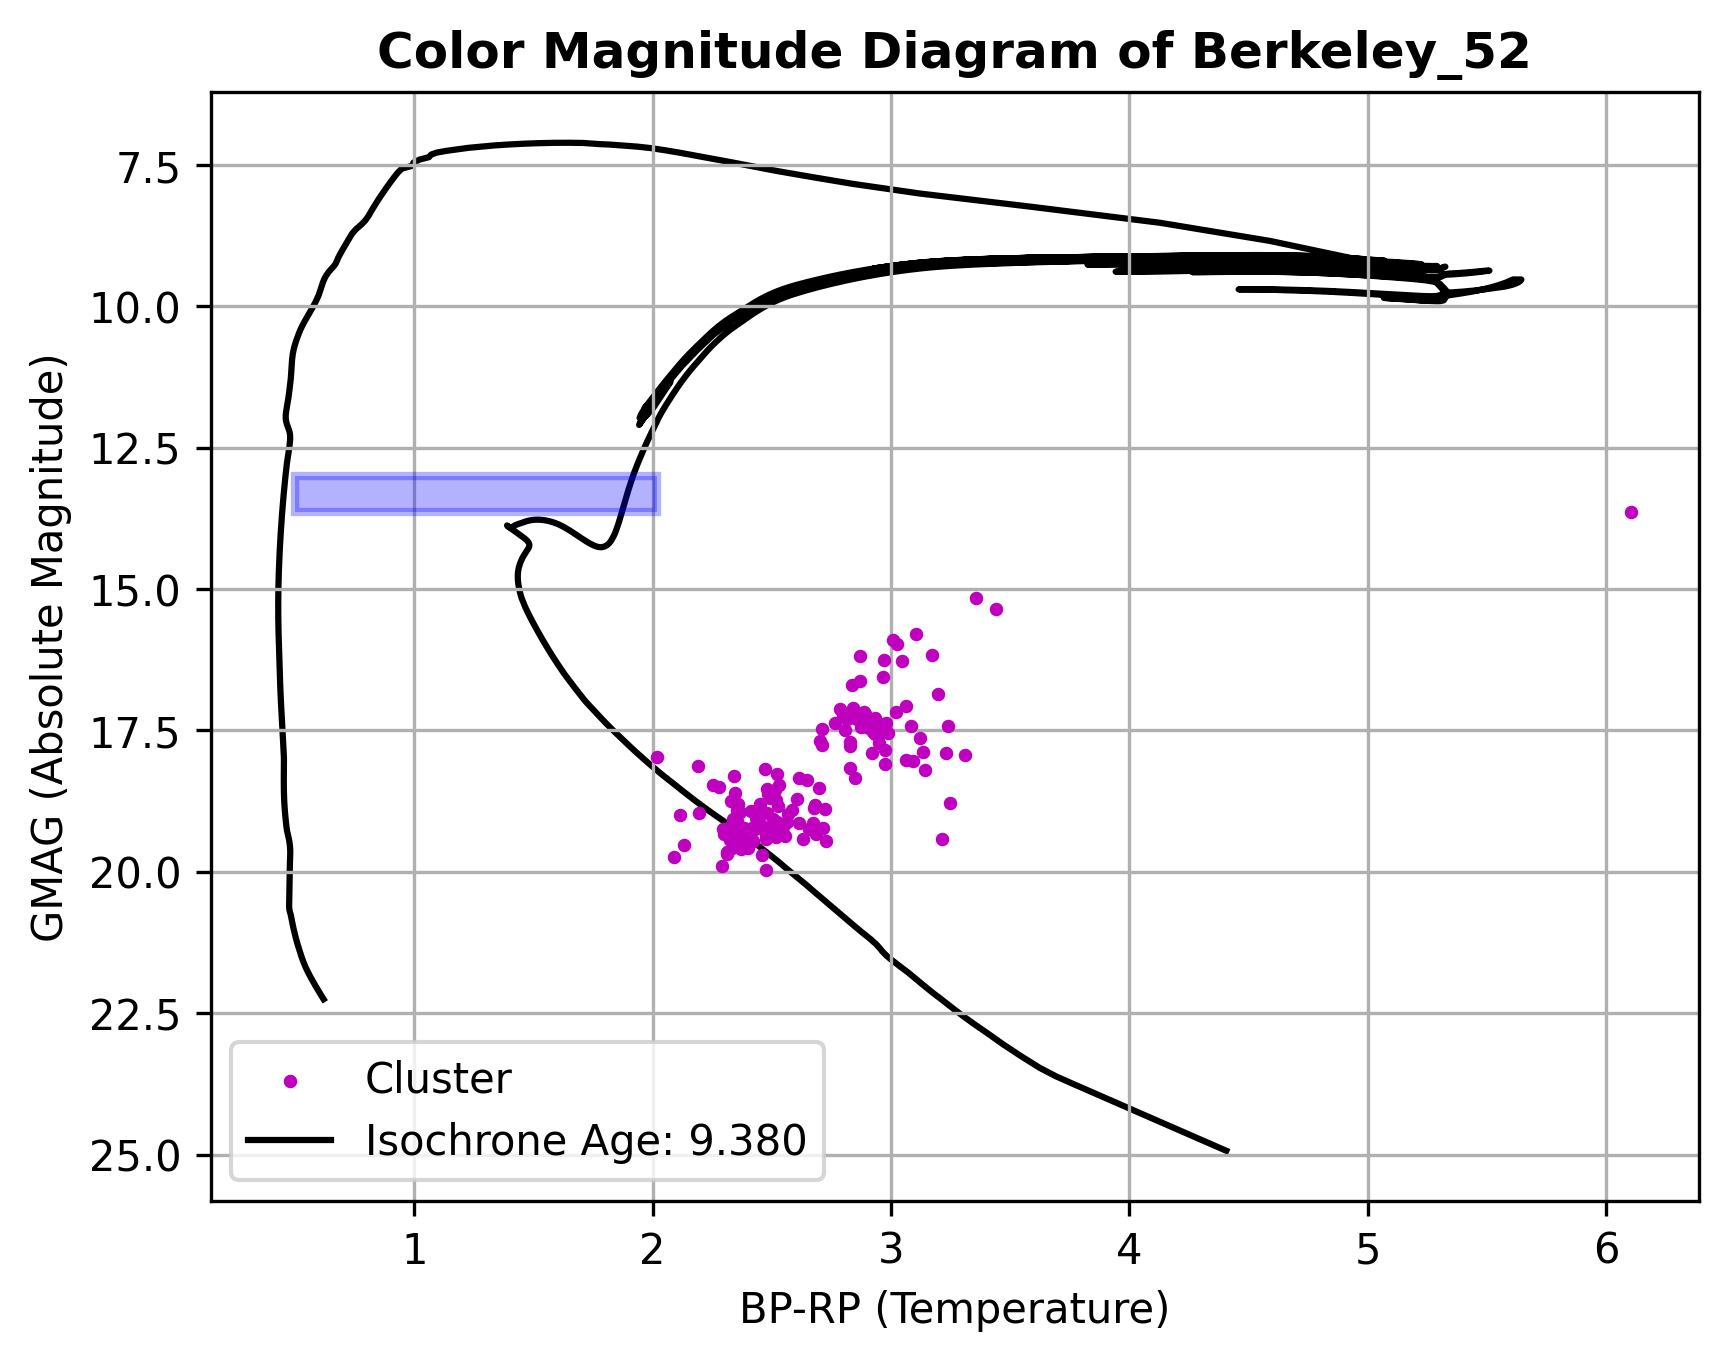 Color Magnitude Diagram of Berkeley_52
GMAG (Absolute Magnitude)
7.5
10.0
12.5
15.0
17.5
20.0
22.5
25.0
Cluster
Isochrone Age: 9.380
1 2 3 4 5 6
BP-RP (Temperature)